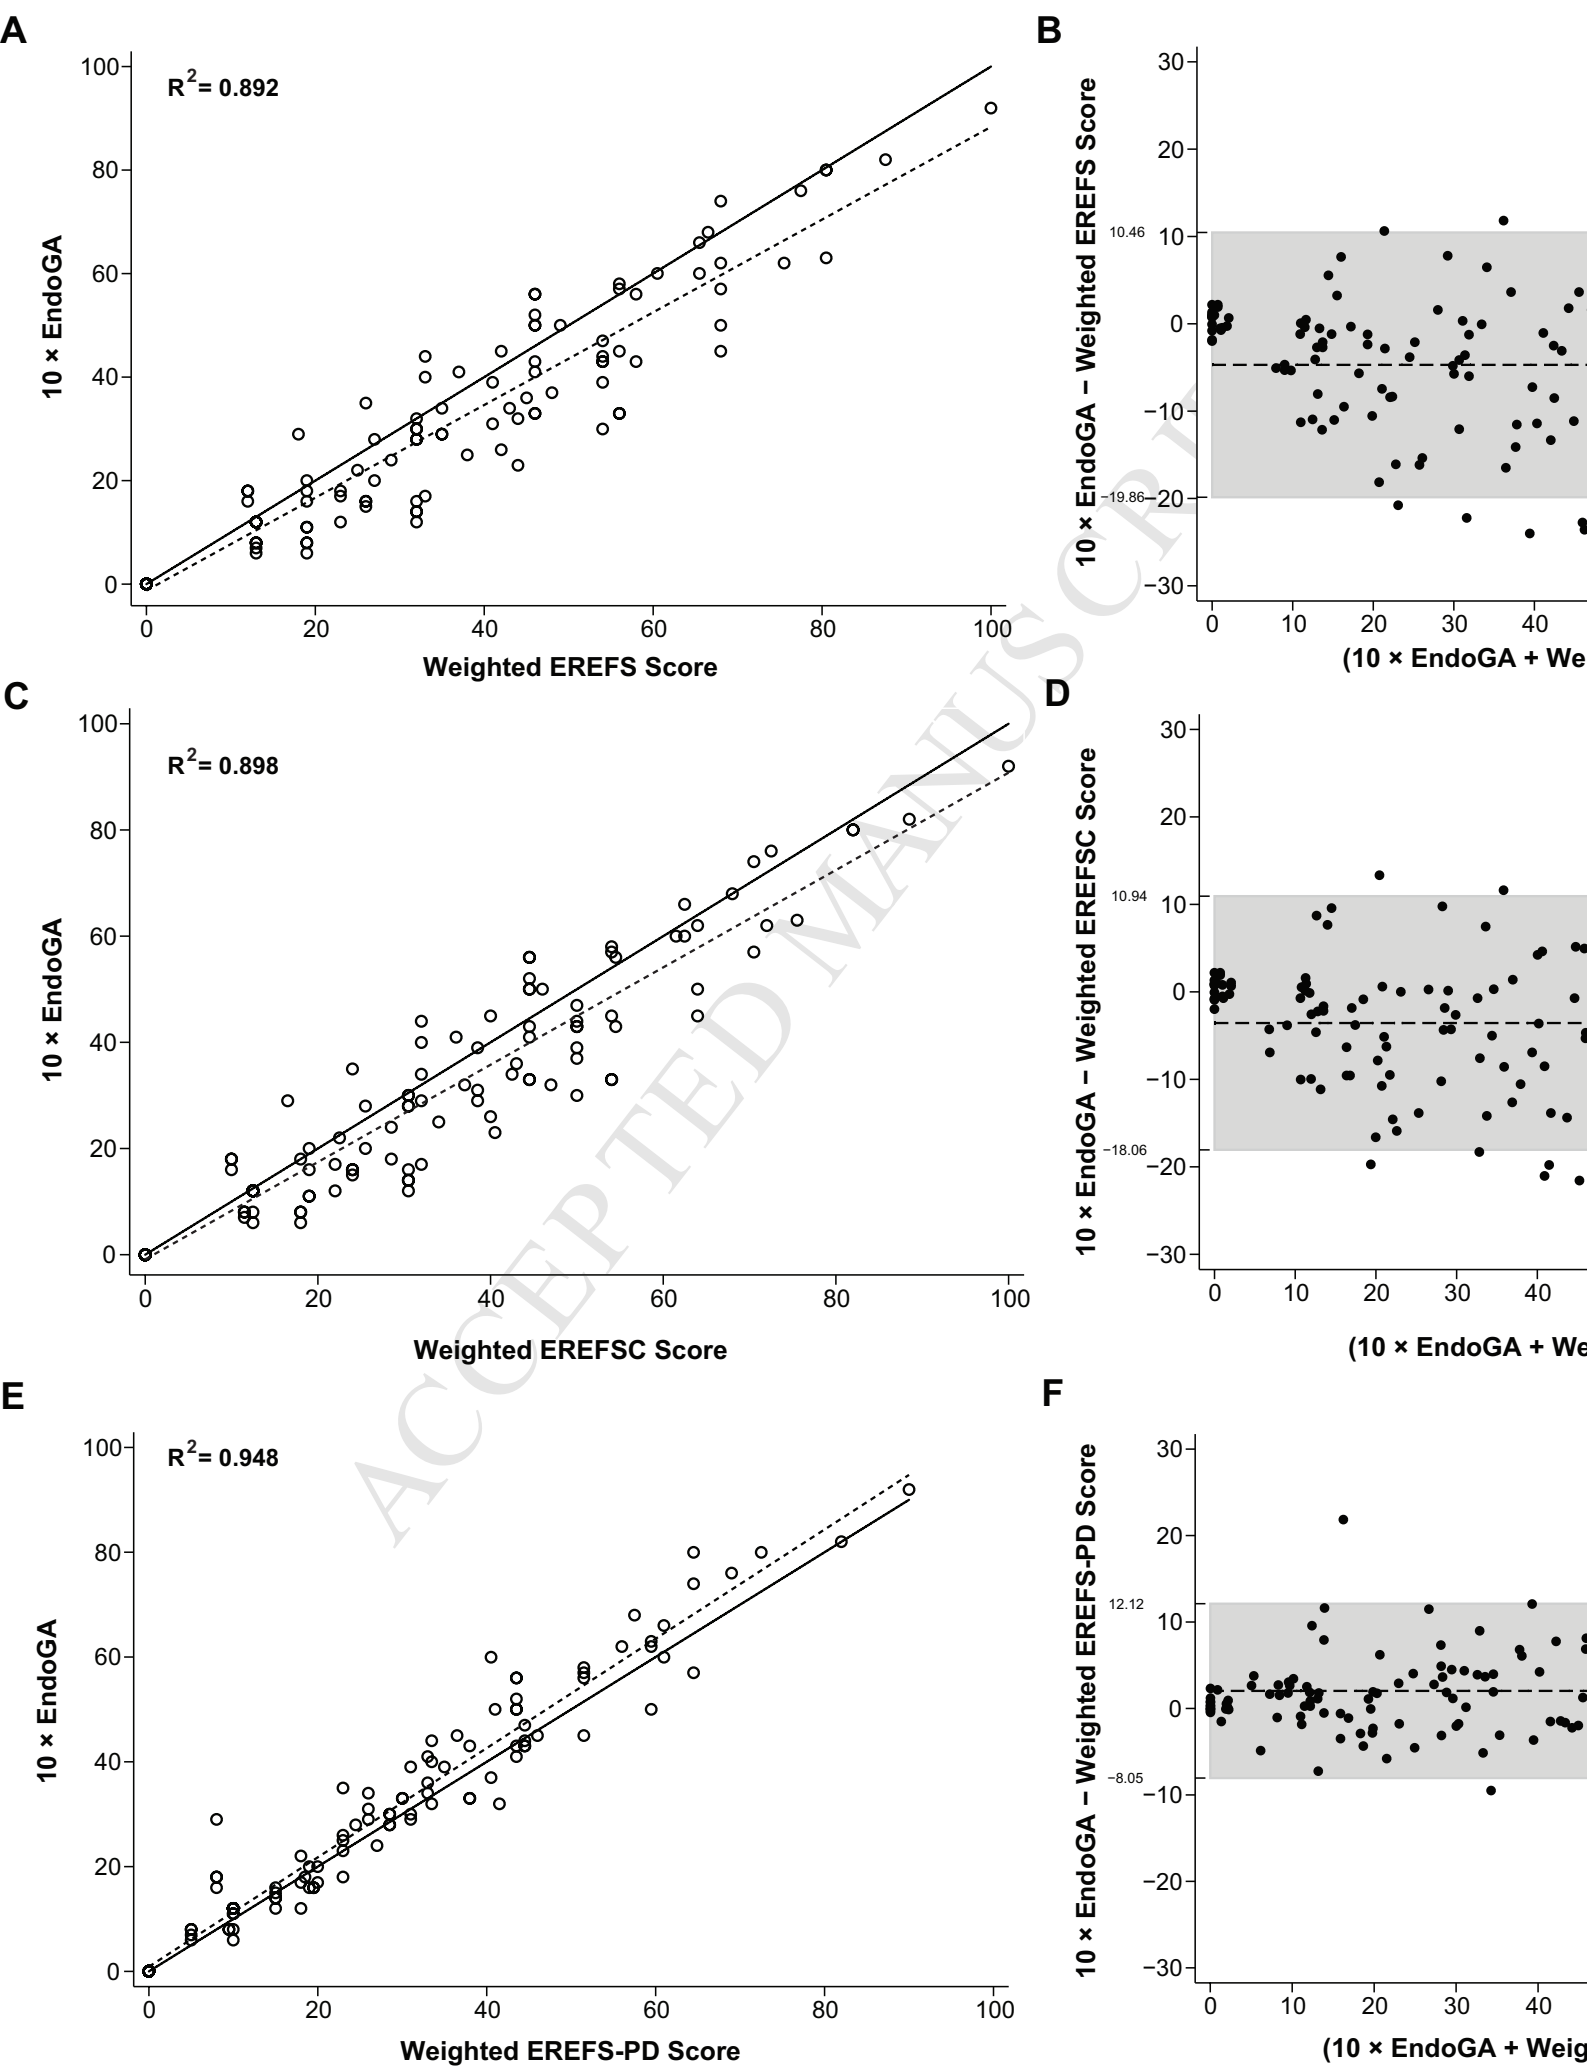 A
R2= 0.892
10 × EndoGA
100
80
60
40
20
0
0 20 40 60 80 100
Weighted EREFS Score
B
10 × EndoGA − Weighted EREFS Score
30
20
10.46
10
0
−10
−19.86
−20
−30
0 10 20 30 40
(10 × EndoGA + We
C
R2= 0.898
10 × EndoGA
100
80
60
40
20
0
0 20 40 60 80 100
Weighted EREFSC Score
D
10 × EndoGA − Weighted EREFSC Score
30
20
10.94
10
0
−10
−18.06
−20
−30
0 10 20 30 40
(10 × EndoGA + We
E
R2= 0.948
10 × EndoGA
100
80
60
40
20
0
0 20 40 60 80 100
Weighted EREFS-PD Score
F
10 × EndoGA − Weighted EREFS-PD Score
30
20
12.12
10
0
−8.05
−10
−20
−30
0 10 20 30 40
(10 × EndoGA + Weig
ACCEPTED MANUSCRI